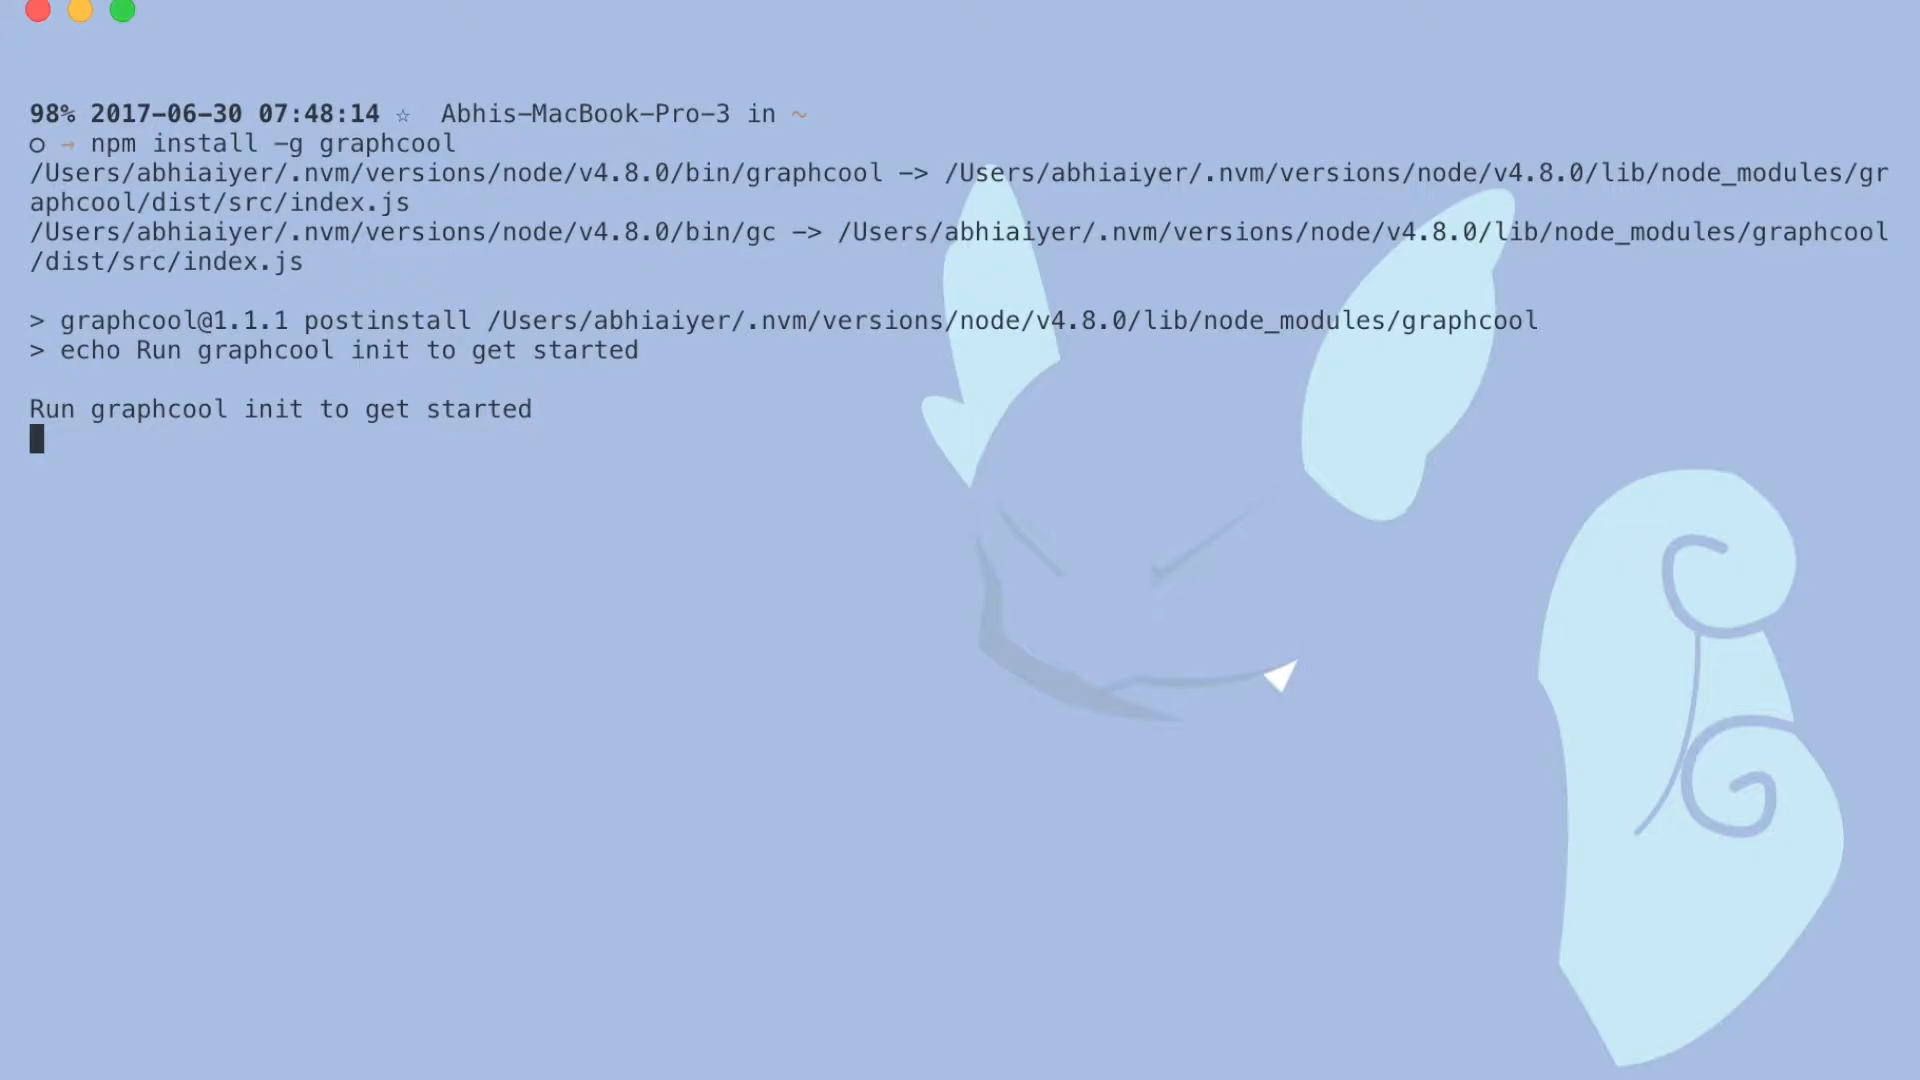 98% 2017-06-30 07:48:14 ☆ Abhis-MacBook-Pro-3 in ~
○ → npm install -g graphcool
/Users/abhiaiyer/.nvm/versions/node/v4.8.0/bin/graphcool -> /Users/abhiaiyer/.nvm/versions/node/v4.8.0/lib/node_modules/gr
aphcool/dist/src/index.js
/Users/abhiaiyer/.nvm/versions/node/v4.8.0/bin/gc -> /Users/abhiaiyer/.nvm/versions/node/v4.8.0/lib/node_modules/graphcool
/dist/src/index.js
> graphcool@1.1.1 postinstall /Users/abhiaiyer/.nvm/versions/node/v4.8.0/lib/node_modules/graphcool
> echo Run graphcool init to get started
Run graphcool init to get started